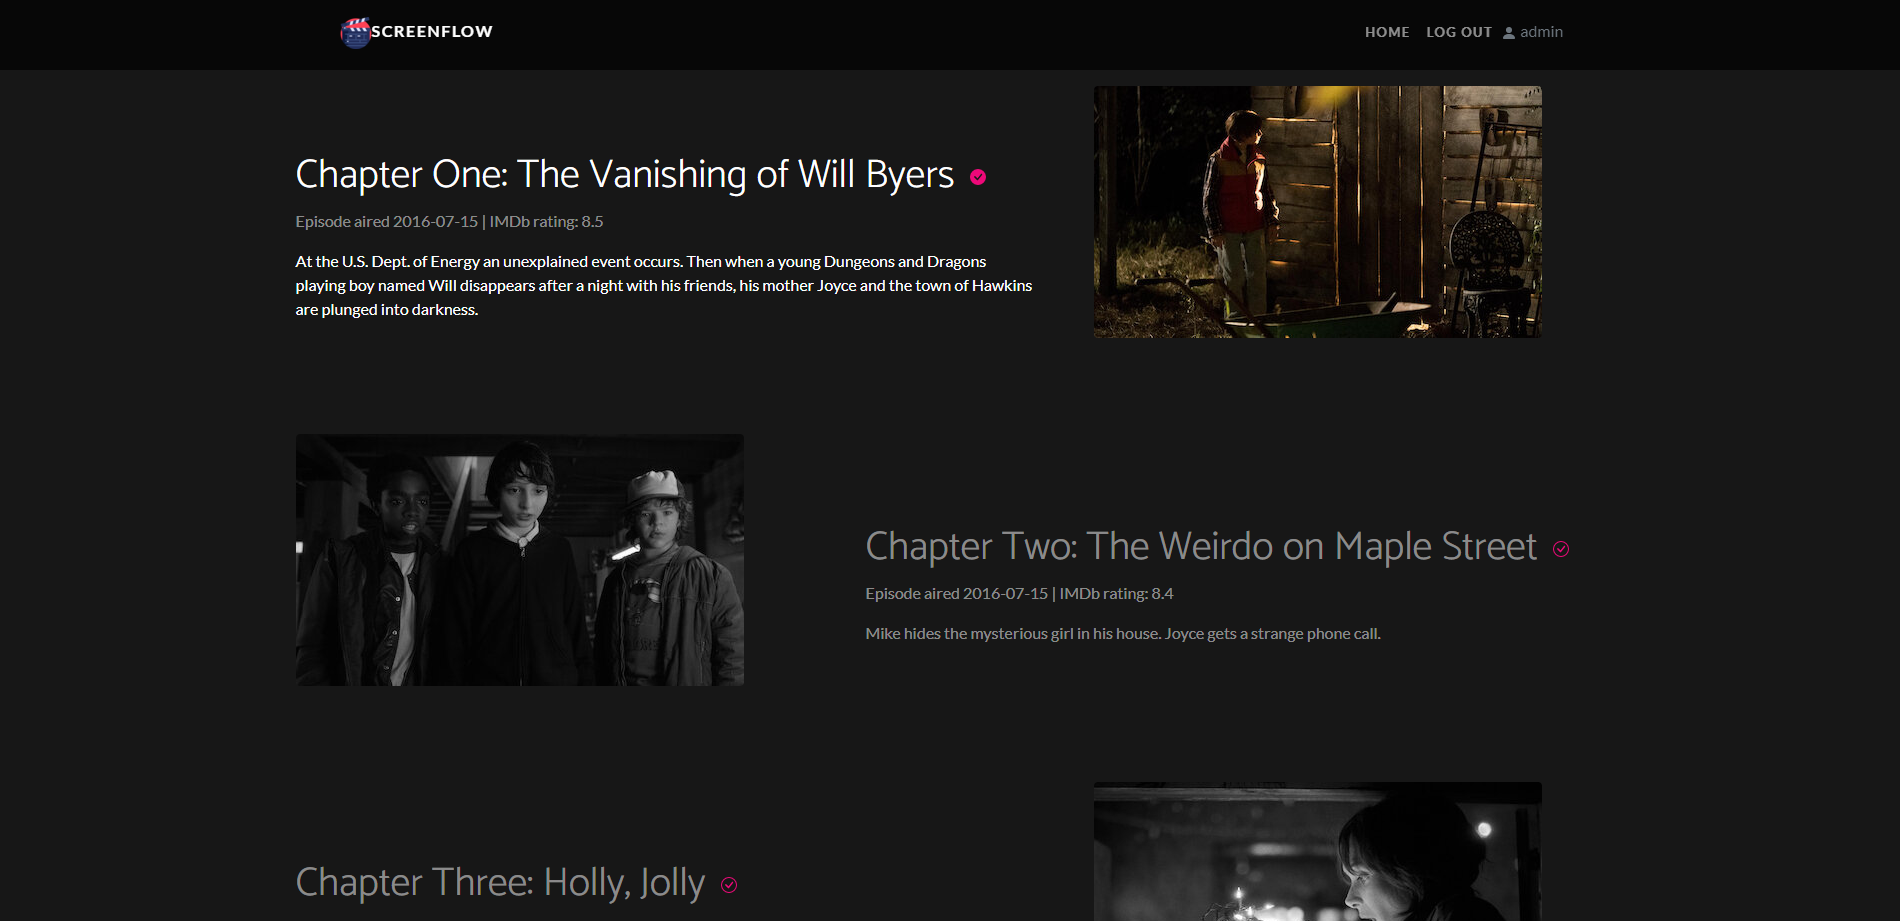 SCREENFLOW
HOME LOG OUT admin
Chapter One: The Vanishing of Will Byers
Episode aired 2016-07-15 | IMDb rating: 8.5
At the U.S. Dept. of Energy an unexplained event occurs. Then when a young Dungeons and Dragons
playing boy named Will disappears after a night with his friends, his mother Joyce and the town of Hawkins
are plunged into darkness.
Chapter Two: The Weirdo on Maple Street
Episode aired 2016-07-15 | IMDb rating: 8.4
Mike hides the mysterious girl in his house. Joyce gets a strange phone call.
Chapter Three: Holly, Jolly